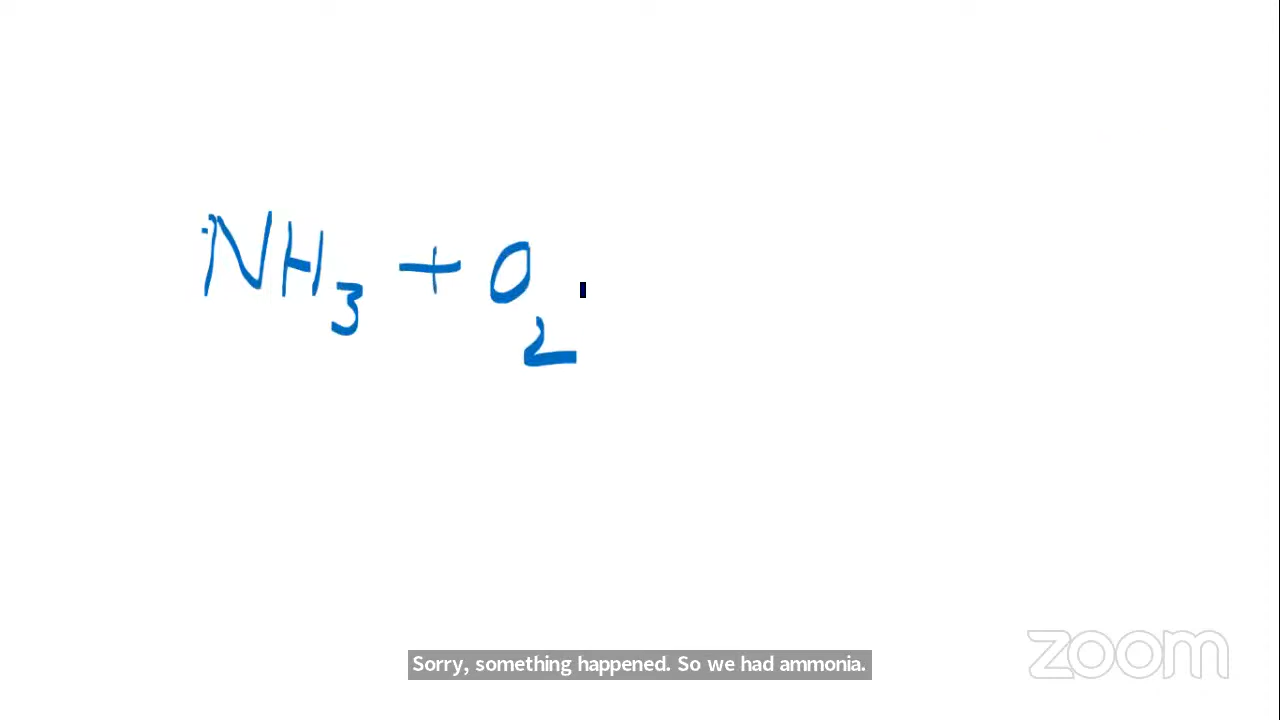 NH₃ + O₂
Sorry, something happened. So we had ammonia.
zoom